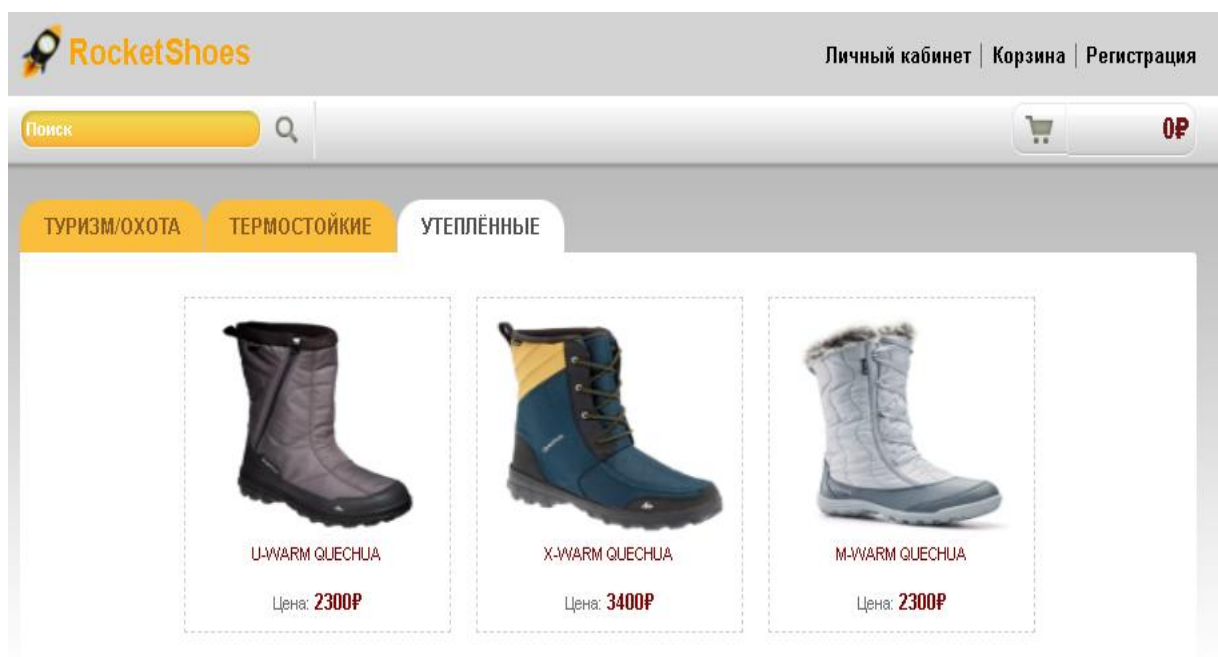 RocketShoes
Личный кабинет | Корзина | Регистрация
Поиск
0₽
ТУРИЗМ/ОХОТА ТЕРМОСТОЙКИЕ УТЕПЛЁННЫЕ
U-WARM QUECHUA X-WARM QUECHUA M-WARM QUECHUA
Цена: 2300₽ Цена: 3400₽ Цена: 2300₽